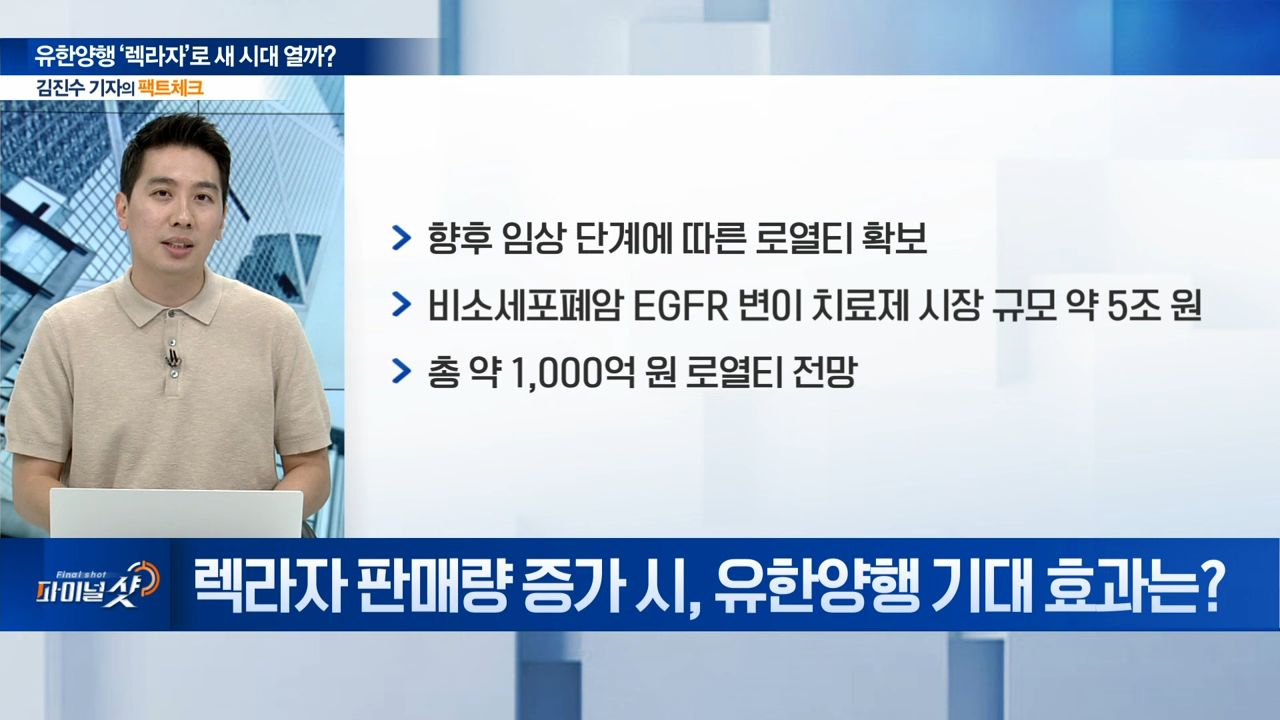 유한양행 '렉라자'로 새 시대 열까?
김진수 기자의 팩트체크
향후 임상 단계에 따른 로열티 확보
비소세포폐암 EGFR 변이 치료제 시장 규모 약 5조 원
총 약 1,000억 원 로열티 전망
Final shot
파이널샷
렉라자 판매량 증가 시, 유한양행 기대 효과는?